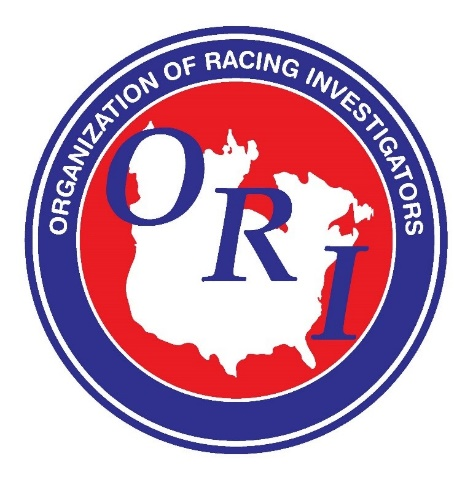 ORGANIZATION OF RACING INVESTIGATORS
ORI